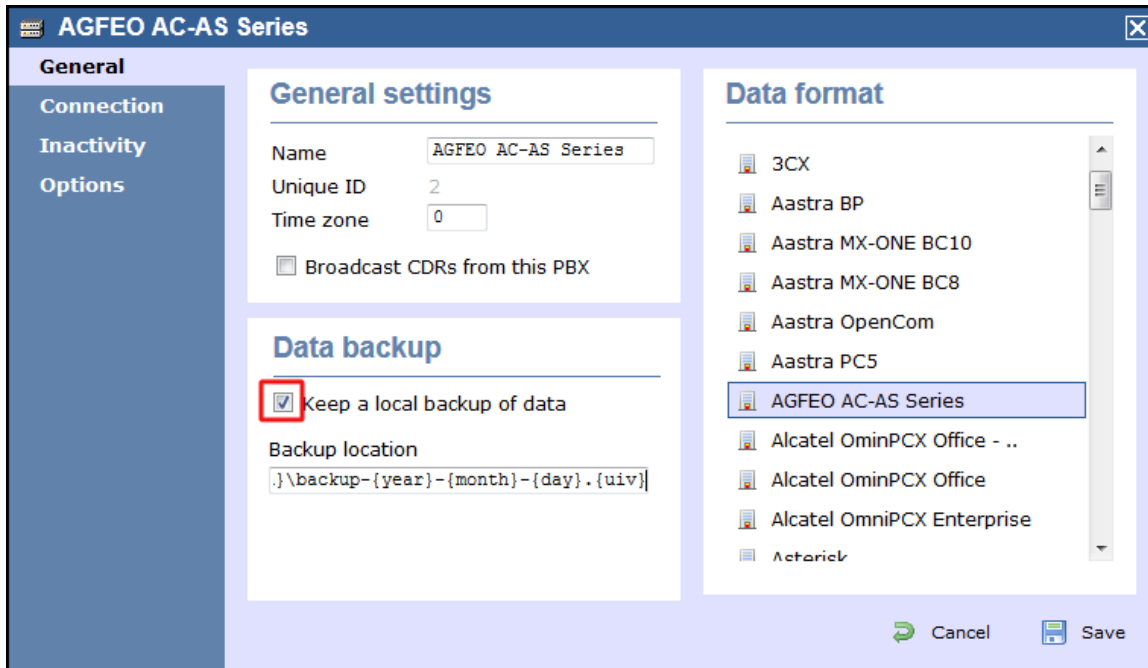 AGFEO AC-AS Series
General
Connection
Inactivity
Options
General settings
Name AGFEO AC-AS Series
Unique ID 2
Time zone 0
Broadcast CDRs from this PBX
Data backup
Keep a local backup of data
Backup location
.}\backup-{year}-{month}-{day}.{uiv}
Data format
3CX
Aastra BP
Aastra MX-ONE BC10
Aastra MX-ONE BC8
Aastra OpenCom
Aastra PC5
AGFEO AC-AS Series
Alcatel OminPCX Office - ..
Alcatel OminPCX Office
Alcatel OmniPCX Enterprise
Asterisk
Cancel
Save